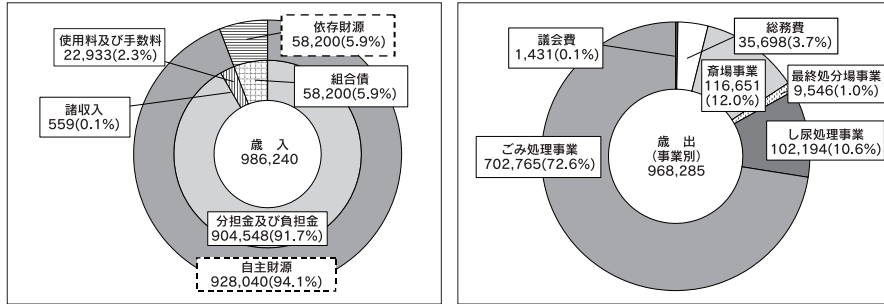 依存財源
58,200(5.9%)
使用料及び手数料
22,933(2.3%)
組合債
58,200(5.9%)
諸収入
559(0.1%)
歳　入
986,240
分担金及び負担金
904,548(91.7%)
自主財源
928,040(94.1%)
議会費
1,431(0.1%)
総務費
35,698(3.7%)
斎場事業
116,651
(12.0%)
最終処分場事業
9,546(1.0%)
し尿処理事業
102,194(10.6%)
ごみ処理事業
702,765(72.6%)
歳　出
(事業別)
968,285